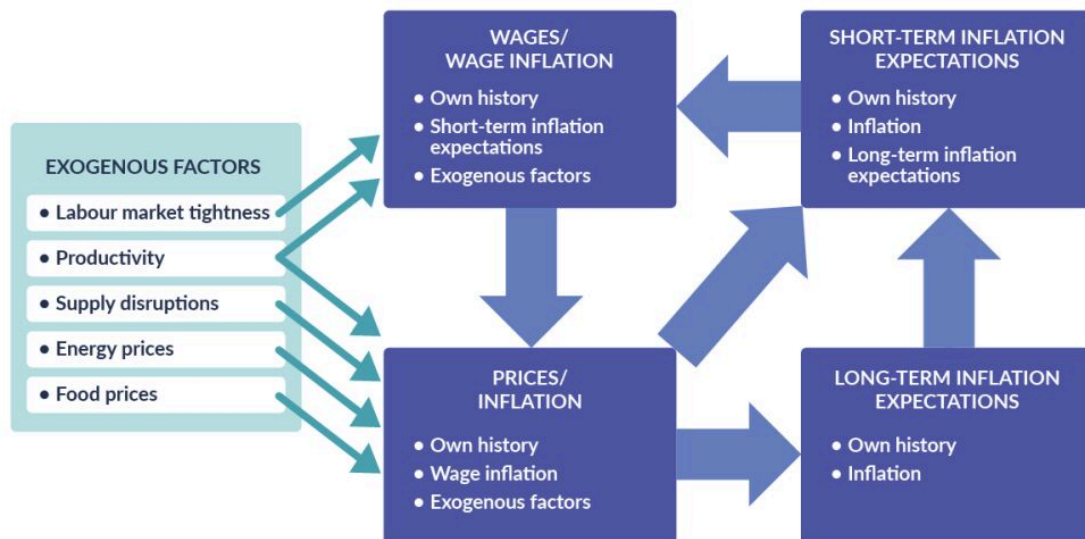 EXOGENOUS FACTORS
• Labour market tightness
• Productivity
• Supply disruptions
• Energy prices
• Food prices
WAGES/
WAGE INFLATION
• Own history
• Short-term inflation
expectations
• Exogenous factors
SHORT-TERM INFLATION
EXPECTATIONS
• Own history
• Inflation
• Long-term inflation
expectations
PRICES/
INFLATION
• Own history
• Wage inflation
• Exogenous factors
LONG-TERM INFLATION
EXPECTATIONS
• Own history
• Inflation